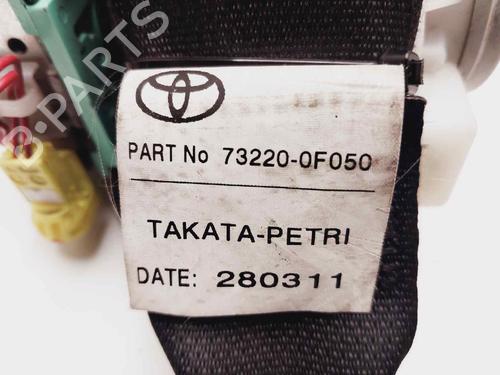 B-PARTS
PART No 73220-0F050
TAKATA-PETRI
DATE: 280311